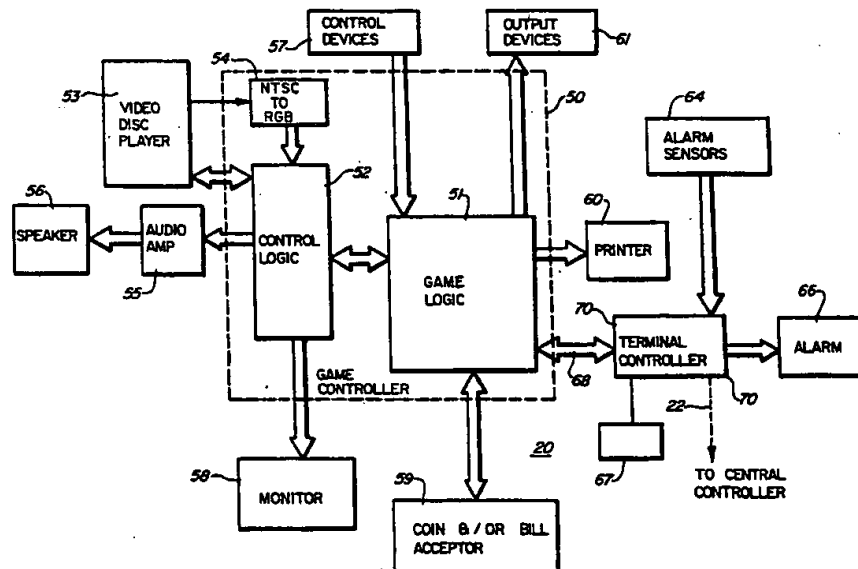 CONTROL
DEVICES
57
OUTPUT
DEVICES
61
54
NTSC
TO
RGB
50
53
VIDEO
DISC
PLAYER
64
ALARM
SENSORS
52
CONTROL
LOGIC
51
GAME
LOGIC
56
SPEAKER
AUDIO
AMP
55
60
PRINTER
70
TERMINAL
CONTROLLER
70
66
ALARM
68
GAME
CONTROLLER
22
67
TO CENTRAL
CONTROLLER
58
MONITOR
20
59
COIN &/OR BILL
ACCEPTOR